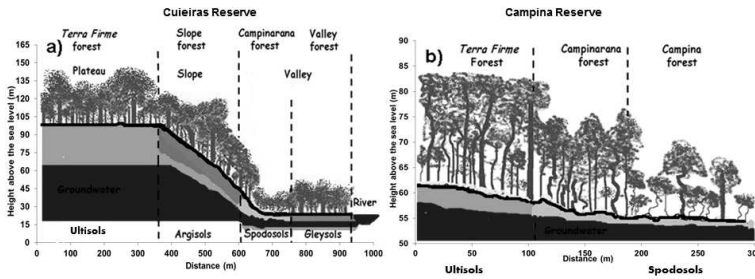 Cuieiras Reserve
a)
Terra Firme forest
Slope forest
Campinarana forest
Valley forest
Plateau
Slope
Valley
Height above the sea level (m)
165
150
135
120
105
90
75
60
45
30
15
0
Groundwater
River
Ultisols
Argisols
Spodosols
Gleysols
0 100 200 300 400 500 600 700 800 900 1000
Distance (m)
Campina Reserve
b)
Terra Firme Forest
Campinarana forest
Campina forest
Height above the sea level (m)
90
85
80
75
70
65
60
55
50
Groundwater
0 50 100 150 200 250
Distance (m)
Ultisols
Spodosols